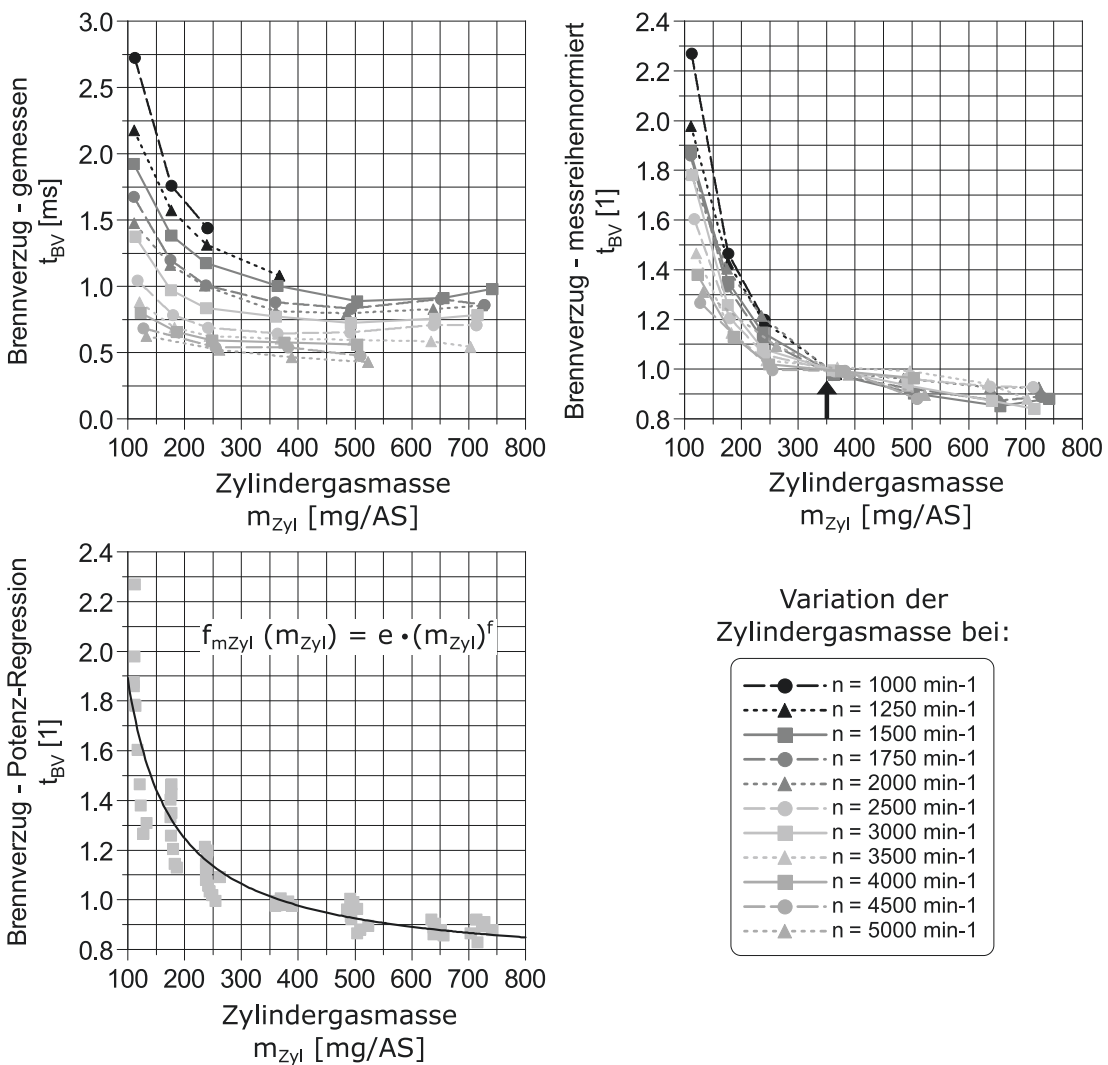 Brennverzug - gemessen
t_BV [ms]
3.0
2.5
2.0
1.5
1.0
0.5
0.0
100 200 300 400 500 600 700 800
Zylindergasmasse
m_Zyl [mg/AS]
Brennverzug - messreihennormiert
t_BV [1]
2.4
2.2
2.0
1.8
1.6
1.4
1.2
1.0
0.8
100 200 300 400 500 600 700 800
Zylindergasmasse
m_Zyl [mg/AS]
Brennverzug - Potenz-Regression
t_BV [1]
2.4
2.2
2.0
1.8
1.6
1.4
1.2
1.0
0.8
f_mZyl (m_Zyl) = e • (m_Zyl)^f
100 200 300 400 500 600 700 800
Zylindergasmasse
m_Zyl [mg/AS]
Variation der
Zylindergasmasse bei:
n = 1000 min-1
n = 1250 min-1
n = 1500 min-1
n = 1750 min-1
n = 2000 min-1
n = 2500 min-1
n = 3000 min-1
n = 3500 min-1
n = 4000 min-1
n = 4500 min-1
n = 5000 min-1